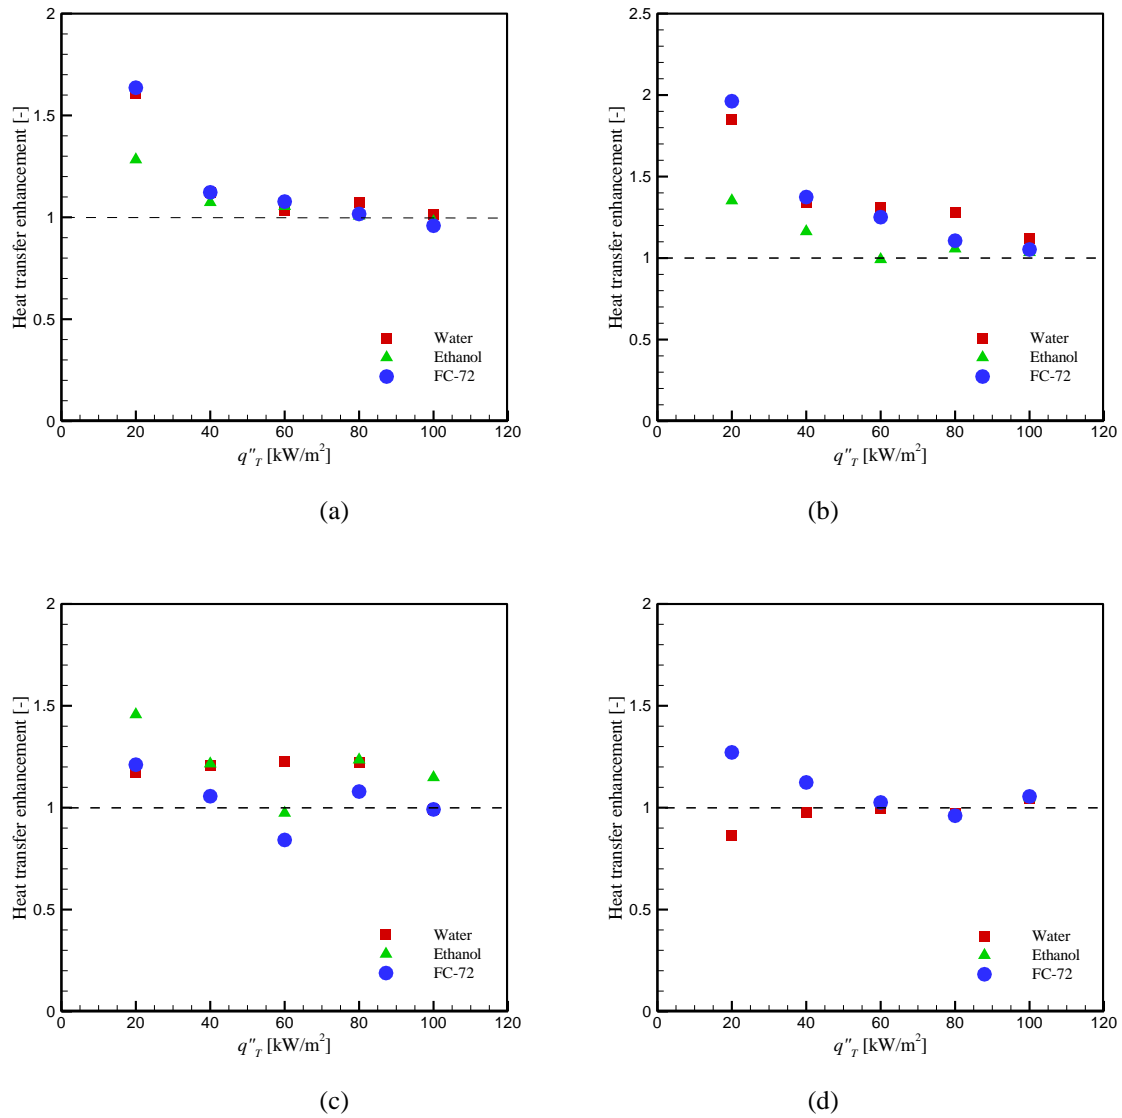 2
1.5
1
0.5
0
0 20 40 60 80 100 120
Heat transfer enhancement [-]
q″T [kW/m²]
Water
Ethanol
FC-72
(a)
2.5
2
1.5
1
0.5
0
0 20 40 60 80 100 120
Heat transfer enhancement [-]
q″T [kW/m²]
Water
Ethanol
FC-72
(b)
2
1.5
1
0.5
0
0 20 40 60 80 100 120
Heat transfer enhancement [-]
q″T [kW/m²]
Water
Ethanol
FC-72
(c)
2
1.5
1
0.5
0
0 20 40 60 80 100 120
Heat transfer enhancement [-]
q″T [kW/m²]
Water
Ethanol
FC-72
(d)